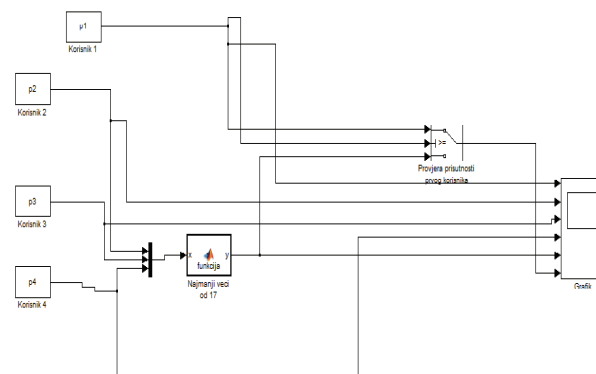 μ1
Korisnik 1
p2
Korisnik 2
>=
Provjera prisutnosti
prvog korisnika
p3
Korisnik 3
x
funkcija
y
Najmanji veci
od 17
p4
Korisnik 4
Grafik